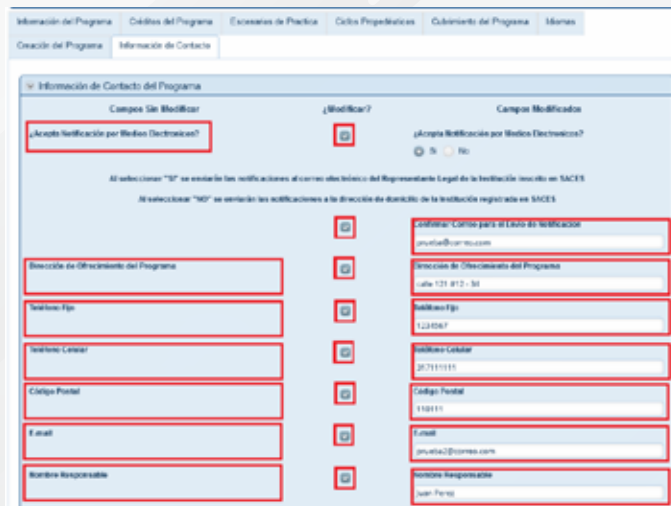 Información del Programa Créditos del Programa Escenarios de Practica Ciclos Propedéuticos Cubrimiento del Programa Idiomas
Creación del Programa Información de Contacto
Información de Contacto del Programa
Campos Sin Modificar ¿Modificar? Campos Modificados
¿Acepta Notificación por Medios Electronicos? ¿Acepta Notificación por Medios Electronicos?
Si No
Al seleccionar "SI" se enviarán las notificaciones al correo electrónico del Representante Legal de la Institución inscrito en SACES
Al seleccionar "NO" se enviarán las notificaciones a la dirección de domicilio de la Institución registrada en SACES
Confirmar Correo para el Envio de Notificación
prueba@correo.com
Dirección de Ofrecimiento del Programa Dirección de Ofrecimiento del Programa
calle 121 #12 - 34
Teléfono Fijo Teléfono Fijo
1234567
Teléfono Celular Teléfono Celular
317111111
Código Postal Código Postal
110111
E-mail E-mail
prueba2@correo.com
Nombre Responsable Nombre Responsable
Juan Perez